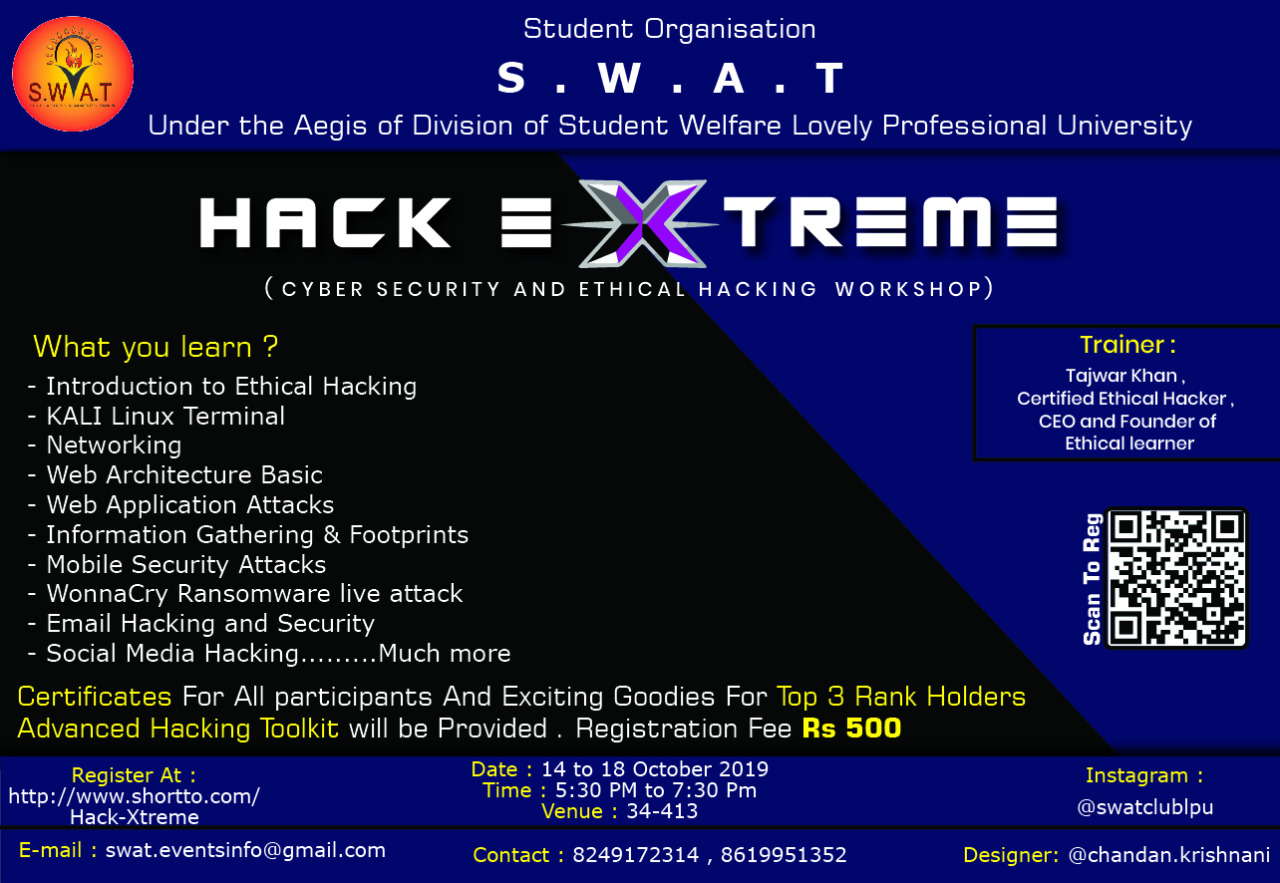 S.W.A.T
Student Organisation
S . W . A . T
Under the Aegis of Division of Student Welfare Lovely Professional University
HACK EXTREME
( CYBER SECURITY AND ETHICAL HACKING WORKSHOP)
What you learn ?
- Introduction to Ethical Hacking
- KALI Linux Terminal
- Networking
- Web Architecture Basic
- Web Application Attacks
- Information Gathering & Footprints
- Mobile Security Attacks
- WonnaCry Ransomware live attack
- Email Hacking and Security
- Social Media Hacking.........Much more
Trainer :
Tajwar Khan ,
Certified Ethical Hacker ,
CEO and Founder of
Ethical learner
Scan To Reg
Certificates For All participants And Exciting Goodies For Top 3 Rank Holders
Advanced Hacking Toolkit will be Provided . Registration Fee Rs 500
Register At :
http://www.shortto.com/
Hack-Xtreme
Date : 14 to 18 October 2019
Time : 5:30 PM to 7:30 Pm
Venue : 34-413
Instagram :
@swatclublpu
E-mail : swat.eventsinfo@gmail.com
Contact : 8249172314 , 8619951352
Designer: @chandan.krishnani